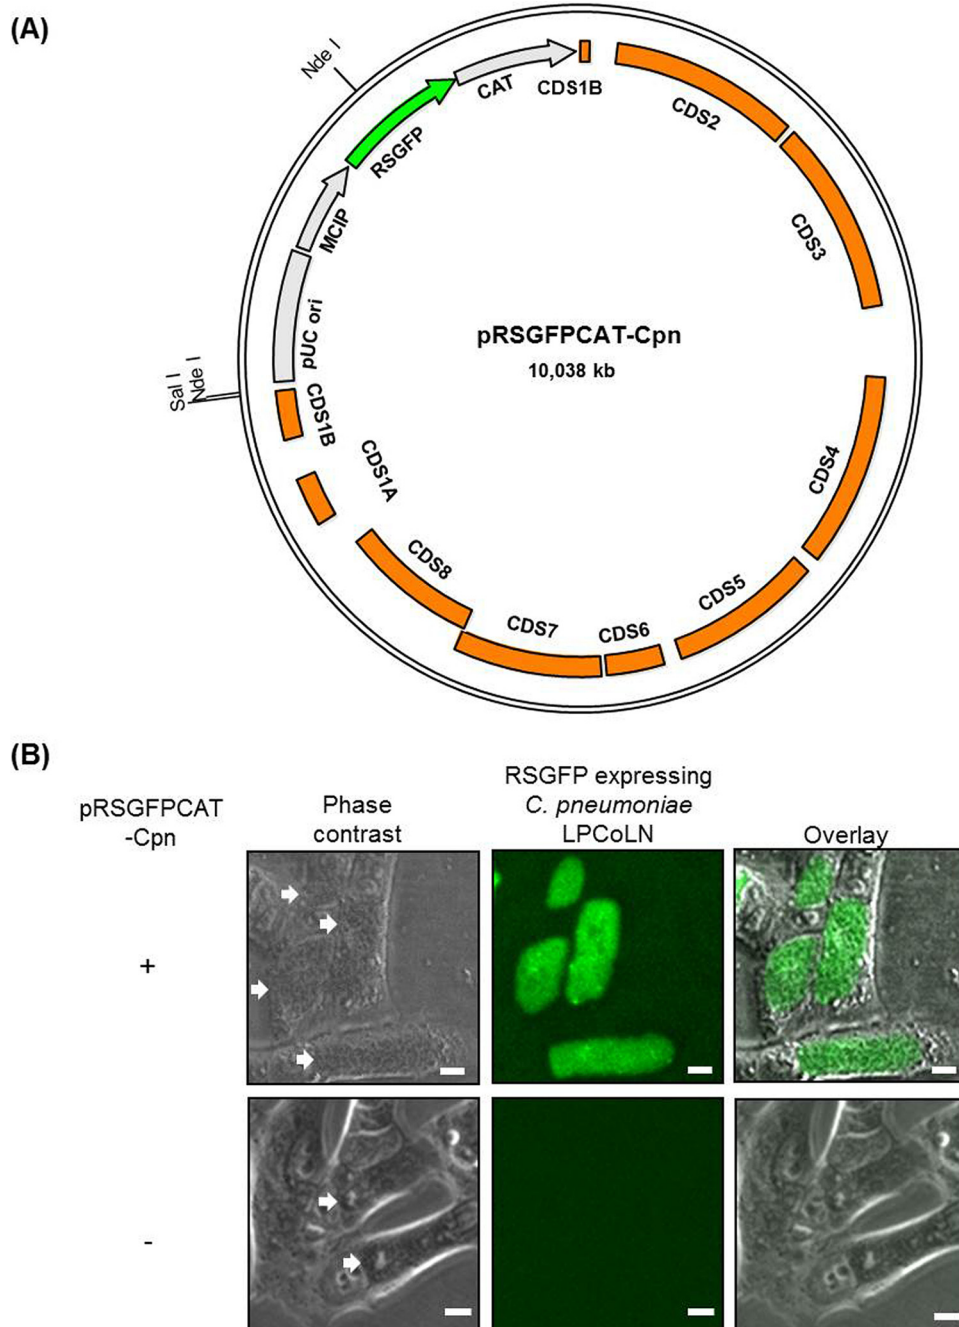 (A)
Nde I
CAT
CDS1B
CDS2
RSGFP
CDS3
MCIP
pUC ori
pRSGFPCAT-Cpn
10,038 kb
Sal I
Nde I
CDS1B
CDS1A
CDS4
CDS8
CDS5
CDS7
CDS6
(B)
pRSGFPCAT
-Cpn
Phase
contrast
RSGFP expressing
C. pneumoniae
LPCoLN
Overlay
+
-